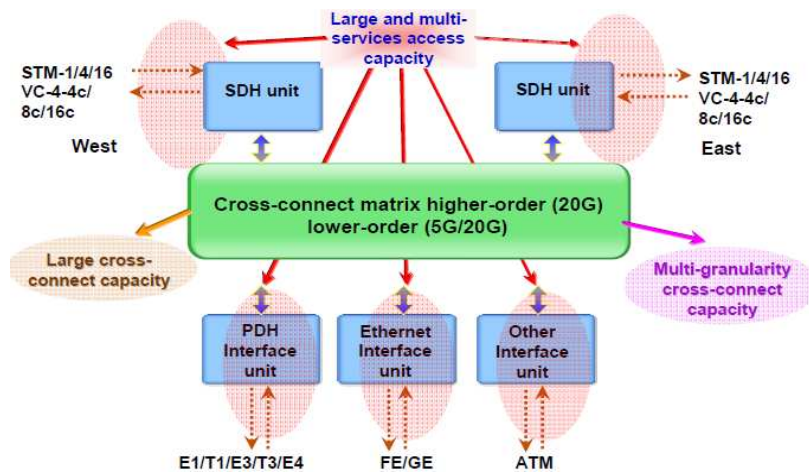 Large and multi-
services access
capacity
STM-1/4/16
VC-4-4c/
8c/16c
West
SDH unit
SDH unit
STM-1/4/16
VC-4-4c/
8c/16c
East
Cross-connect matrix higher-order (20G)
lower-order (5G/20G)
Large cross-
connect capacity
Multi-granularity
cross-connect
capacity
PDH
Interface
unit
Ethernet
Interface
unit
Other
Interface
unit
E1/T1/E3/T3/E4
FE/GE
ATM